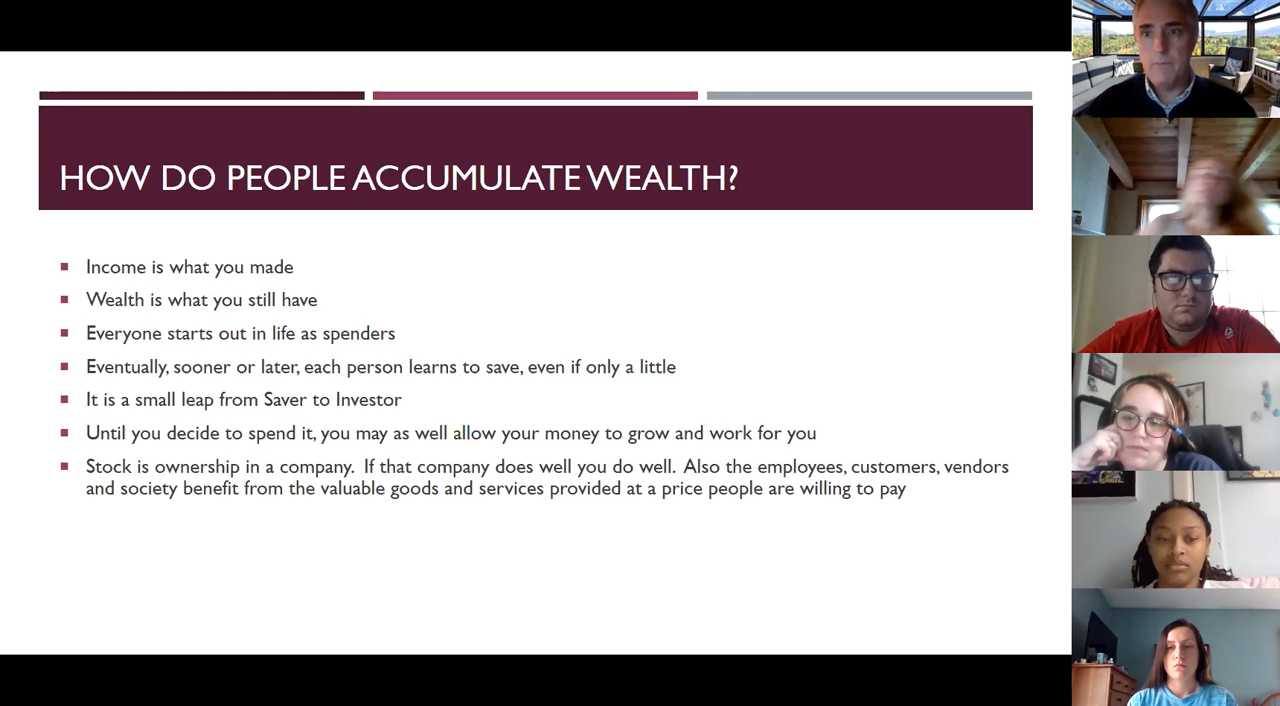 HOW DO PEOPLE ACCUMULATE WEALTH?
Income is what you made
Wealth is what you still have
Everyone starts out in life as spenders
Eventually, sooner or later, each person learns to save, even if only a little
It is a small leap from Saver to Investor
Until you decide to spend it, you may as well allow your money to grow and work for you
Stock is ownership in a company.  If that company does well you do well.  Also the employees, customers, vendors
and society benefit from the valuable goods and services provided at a price people are willing to pay